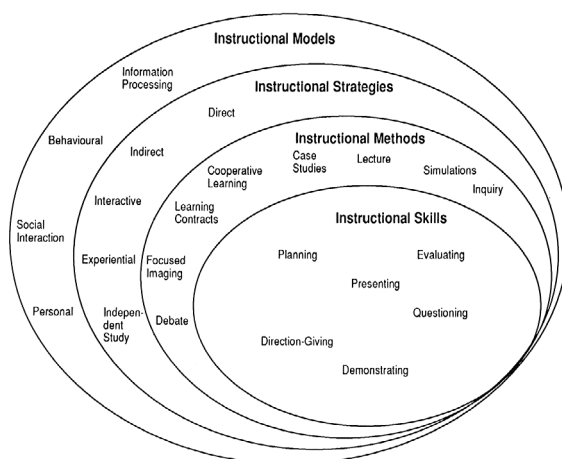 Instructional Models
Information
Processing
Behavioural
Social
Interaction
Personal
Instructional Strategies
Direct
Indirect
Interactive
Experiential
Indepen-
dent
Study
Instructional Methods
Cooperative
Learning
Case
Studies
Lecture
Simulations
Inquiry
Learning
Contracts
Focused
Imaging
Debate
Instructional Skills
Planning
Evaluating
Presenting
Questioning
Direction-Giving
Demonstrating